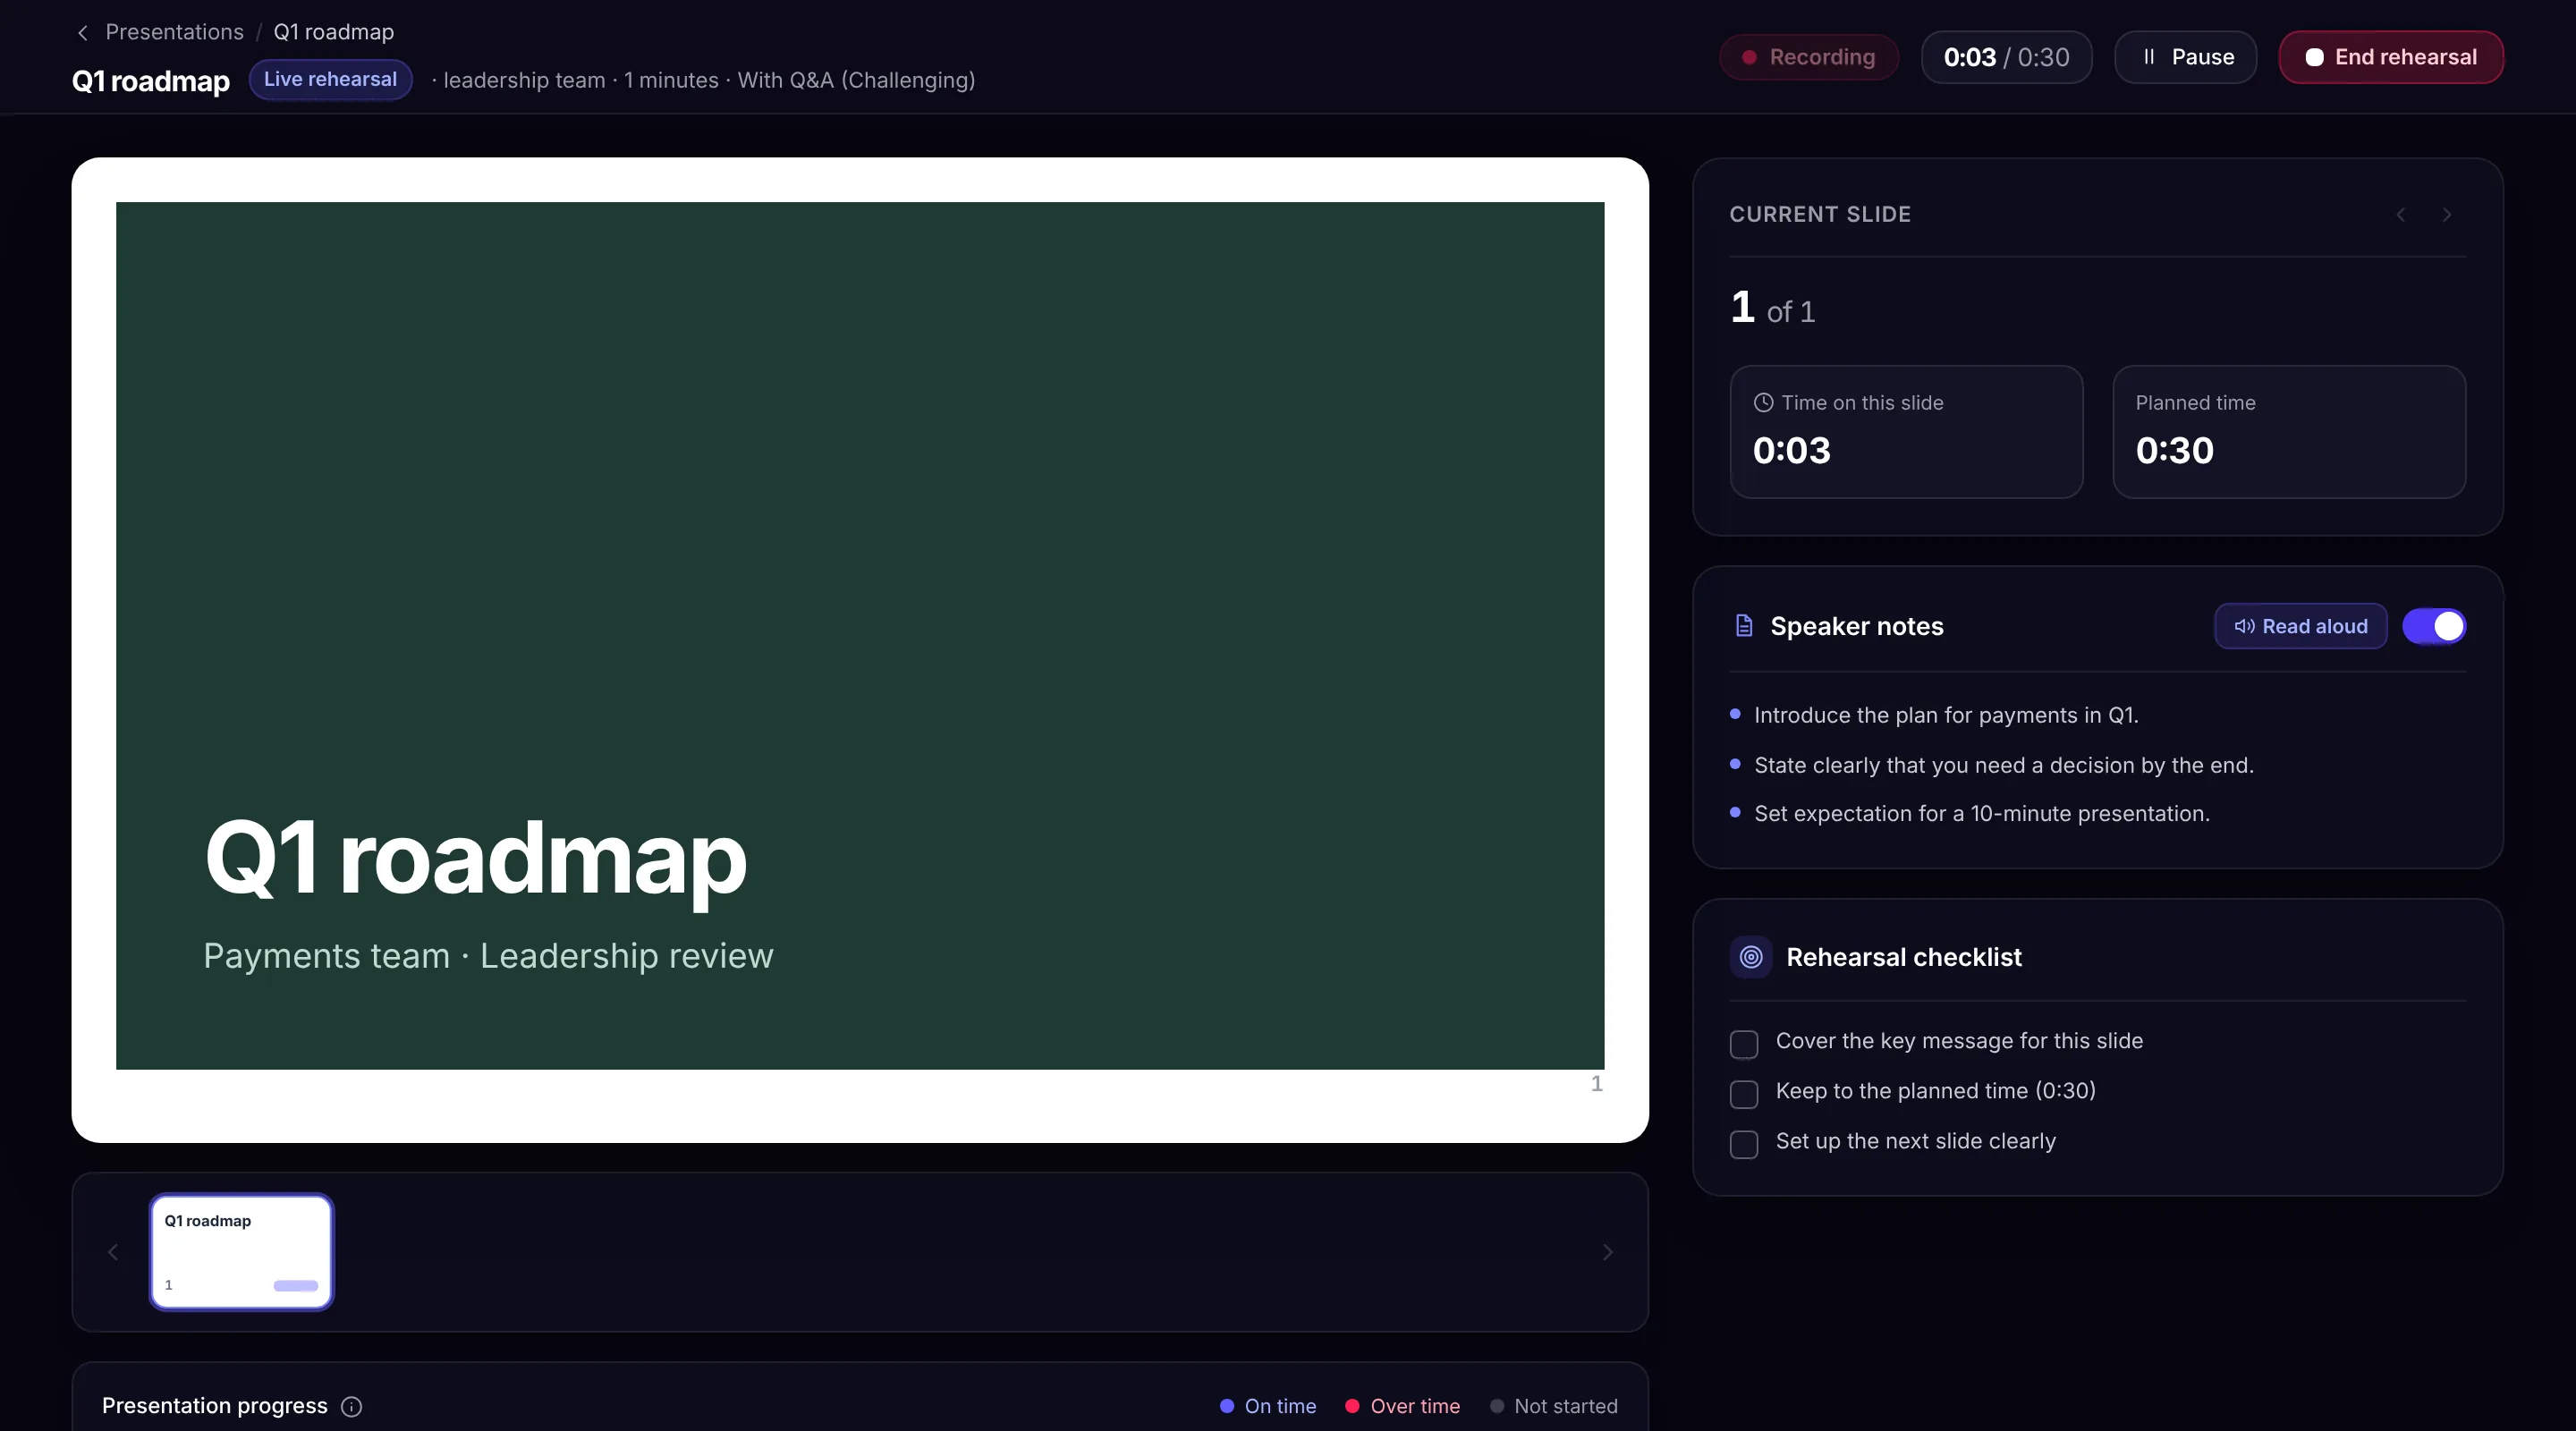 Presentations / Q1 roadmap
Q1 roadmap Live rehearsal · leadership team · 1 minutes · With Q&A (Challenging)
Recording 0:03 / 0:30 Pause End rehearsal
Q1 roadmap
Payments team · Leadership review
1
Q1 roadmap
1
Presentation progress On time Over time Not started
CURRENT SLIDE
1 of 1
Time on this slide
0:03
Planned time
0:30
Speaker notes Read aloud
Introduce the plan for payments in Q1.
State clearly that you need a decision by the end.
Set expectation for a 10-minute presentation.
Rehearsal checklist
Cover the key message for this slide
Keep to the planned time (0:30)
Set up the next slide clearly